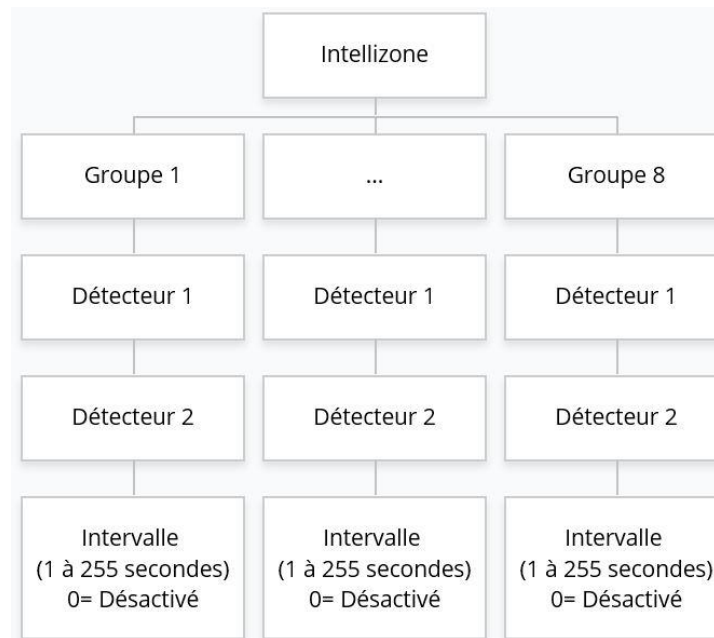 Intellizone
Groupe 1
...
Groupe 8
Détecteur 1
Détecteur 1
Détecteur 1
Détecteur 2
Détecteur 2
Détecteur 2
Intervalle
(1 à 255 secondes)
0= Désactivé
Intervalle
(1 à 255 secondes)
0= Désactivé
Intervalle
(1 à 255 secondes)
0= Désactivé